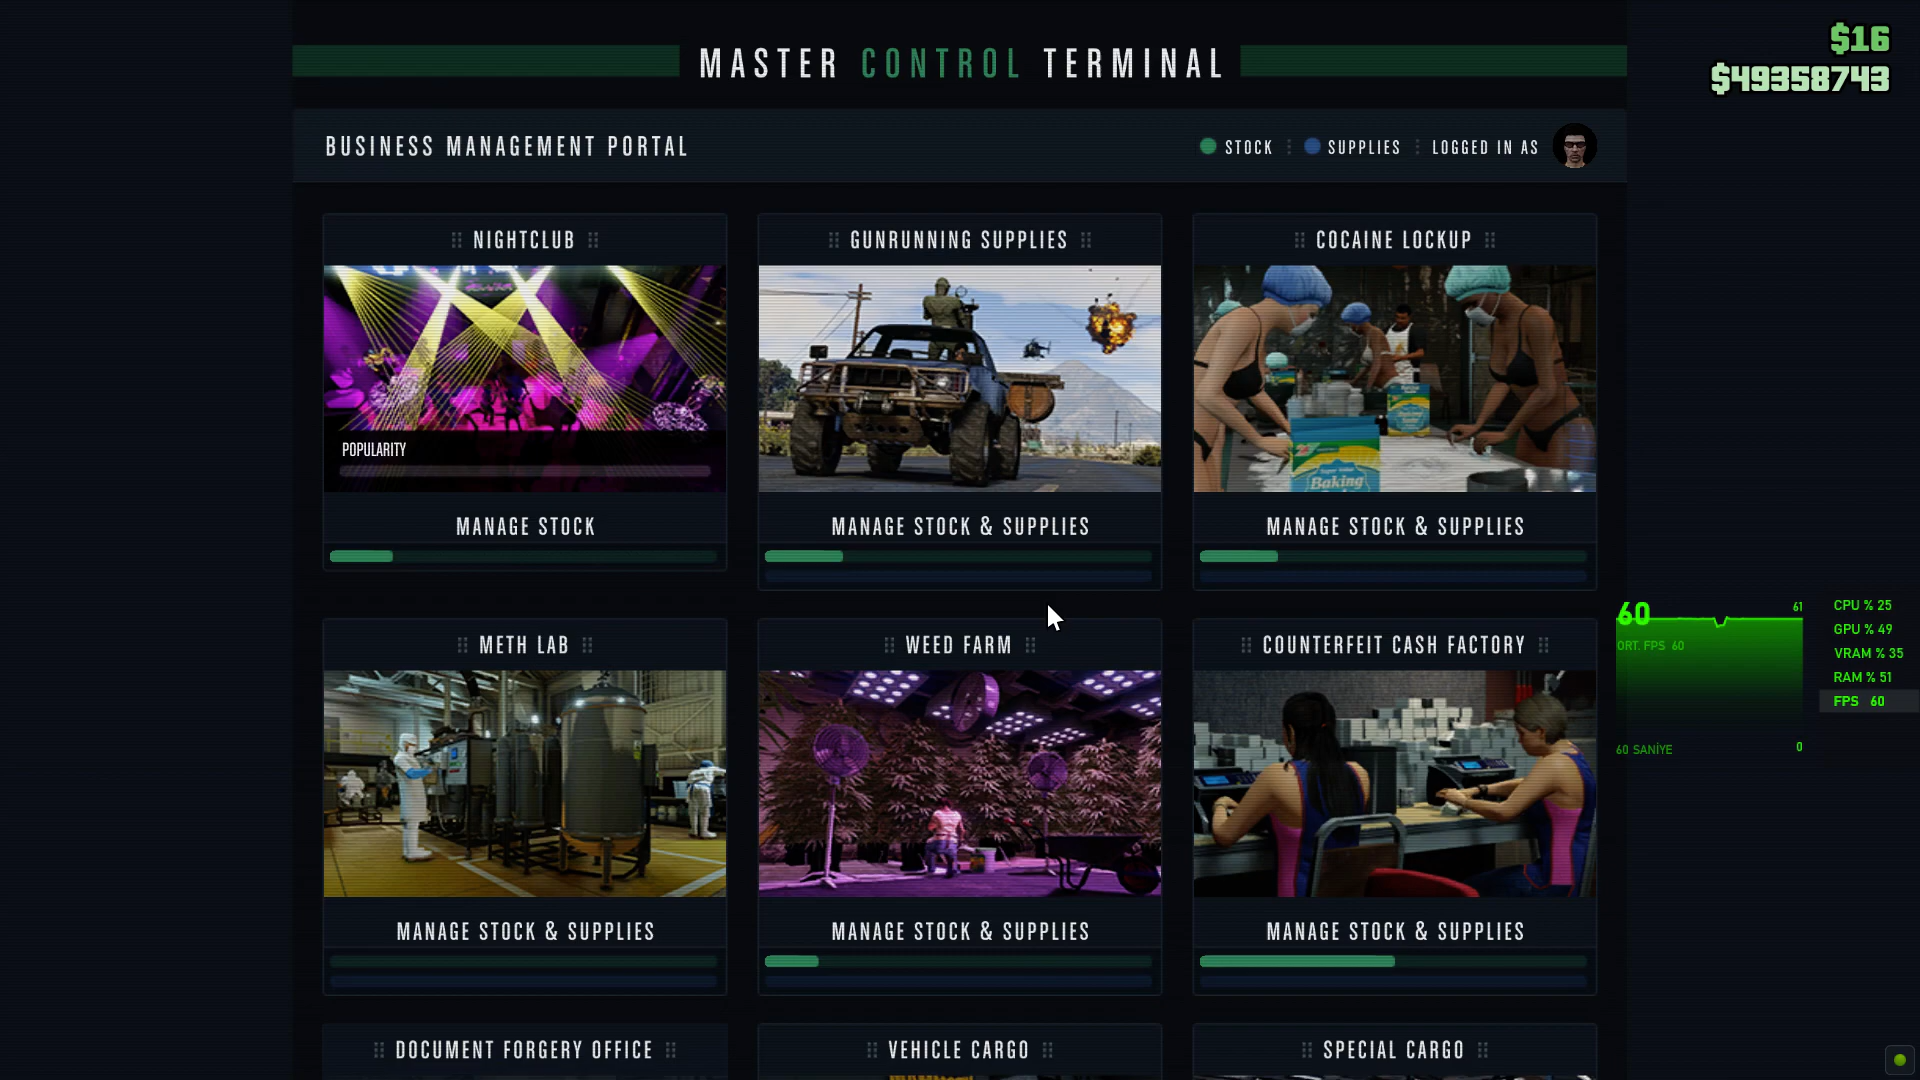 $16
$49358743
MASTER CONTROL TERMINAL
BUSINESS MANAGEMENT PORTAL
STOCK
SUPPLIES
LOGGED IN AS
NIGHTCLUB
GUNRUNNING SUPPLIES
COCAINE LOCKUP
POPULARITY
Baking
MANAGE STOCK
MANAGE STOCK & SUPPLIES
MANAGE STOCK & SUPPLIES
METH LAB
WEED FARM
COUNTERFEIT CASH FACTORY
MANAGE STOCK & SUPPLIES
MANAGE STOCK & SUPPLIES
MANAGE STOCK & SUPPLIES
DOCUMENT FORGERY OFFICE
VEHICLE CARGO
SPECIAL CARGO
60
61
ORT. FPS 60
60 SANİYE
0
CPU % 25
GPU % 49
VRAM % 35
RAM % 51
FPS 60